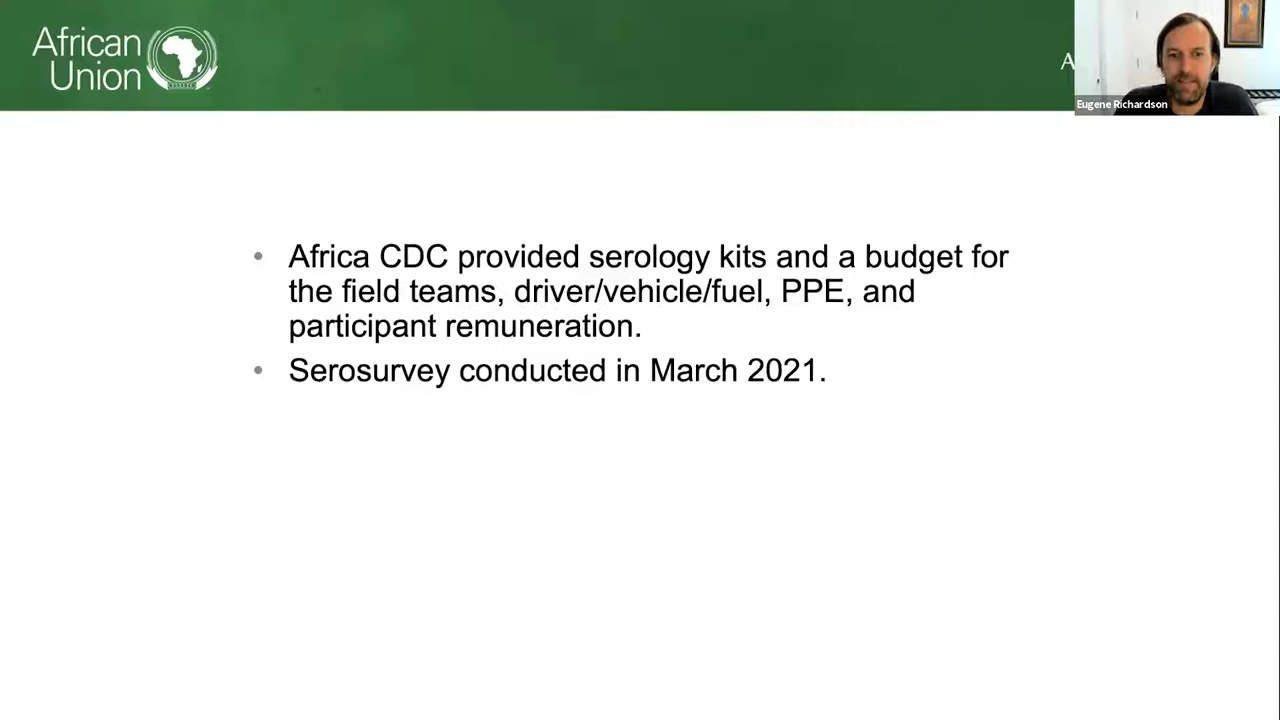 African
Union
A
Eugene Richardson
• Africa CDC provided serology kits and a budget for
the field teams, driver/vehicle/fuel, PPE, and
participant remuneration.
• Serosurvey conducted in March 2021.